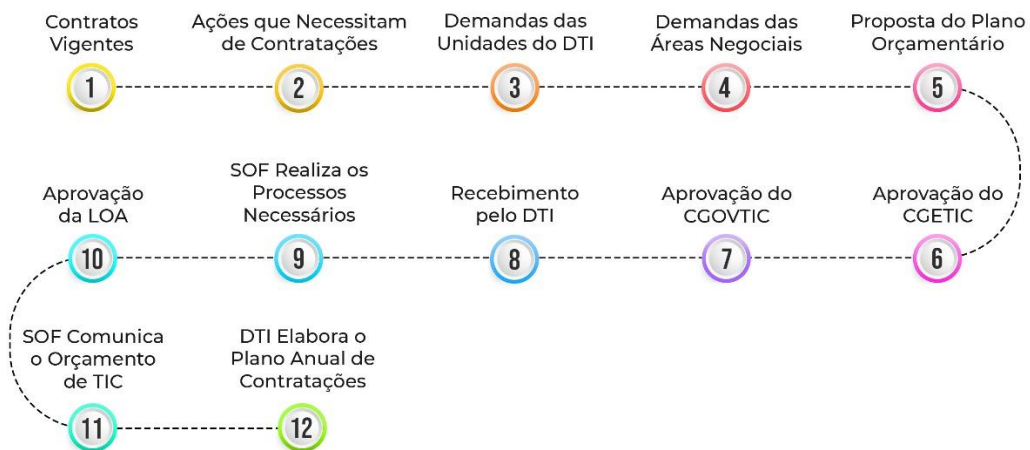 Contratos
Vigentes
1
Ações que Necessitam
de Contratações
2
Demandas das
Unidades do DTI
3
Demandas das
Áreas Negociais
4
Proposta do Plano
Orçamentário
5
Aprovação do
CGETIC
6
Aprovação do
CGOVTIC
7
Recebimento
pelo DTI
8
SOF Realiza os
Processos
Necessários
9
Aprovação
da LOA
10
SOF Comunica
o Orçamento
de TIC
11
DTI Elabora o
Plano Anual de
Contratações
12